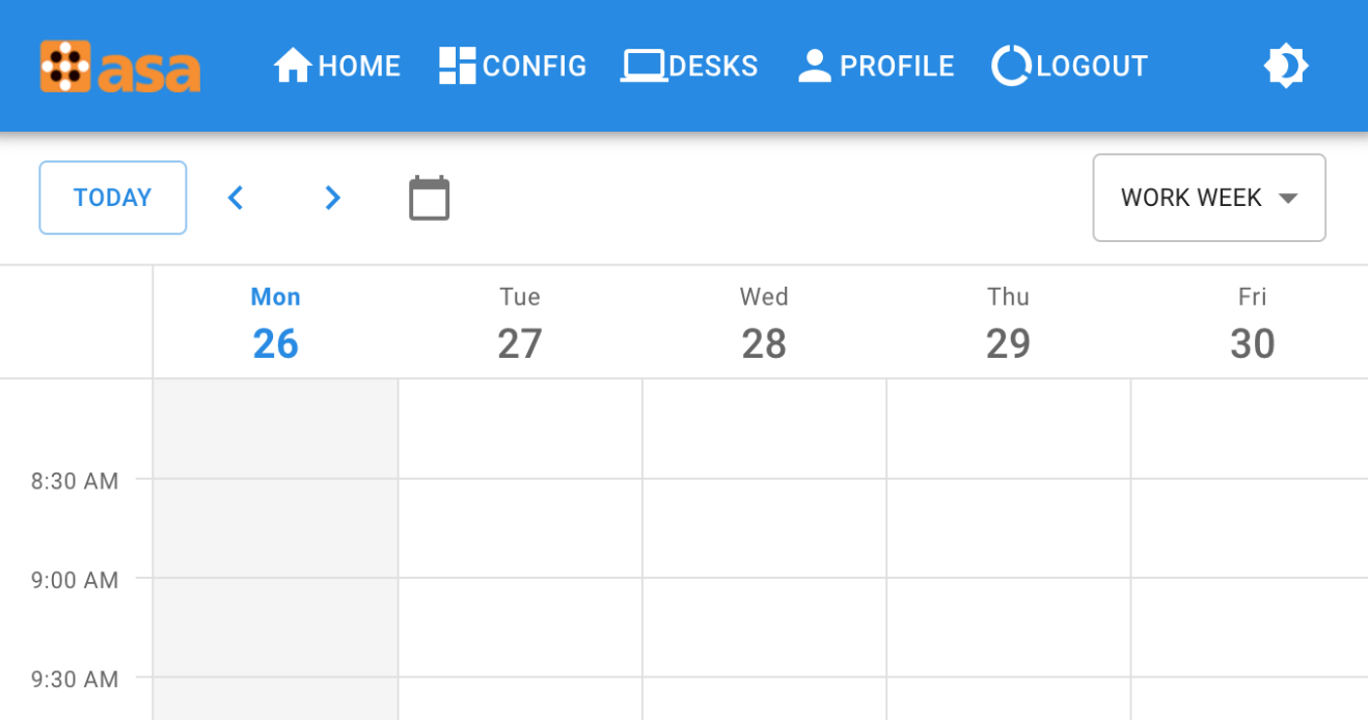 asa HOME CONFIG DESKS PROFILE LOGOUT
TODAY WORK WEEK
Mon Tue Wed Thu Fri
26 27 28 29 30
8:30 AM
9:00 AM
9:30 AM